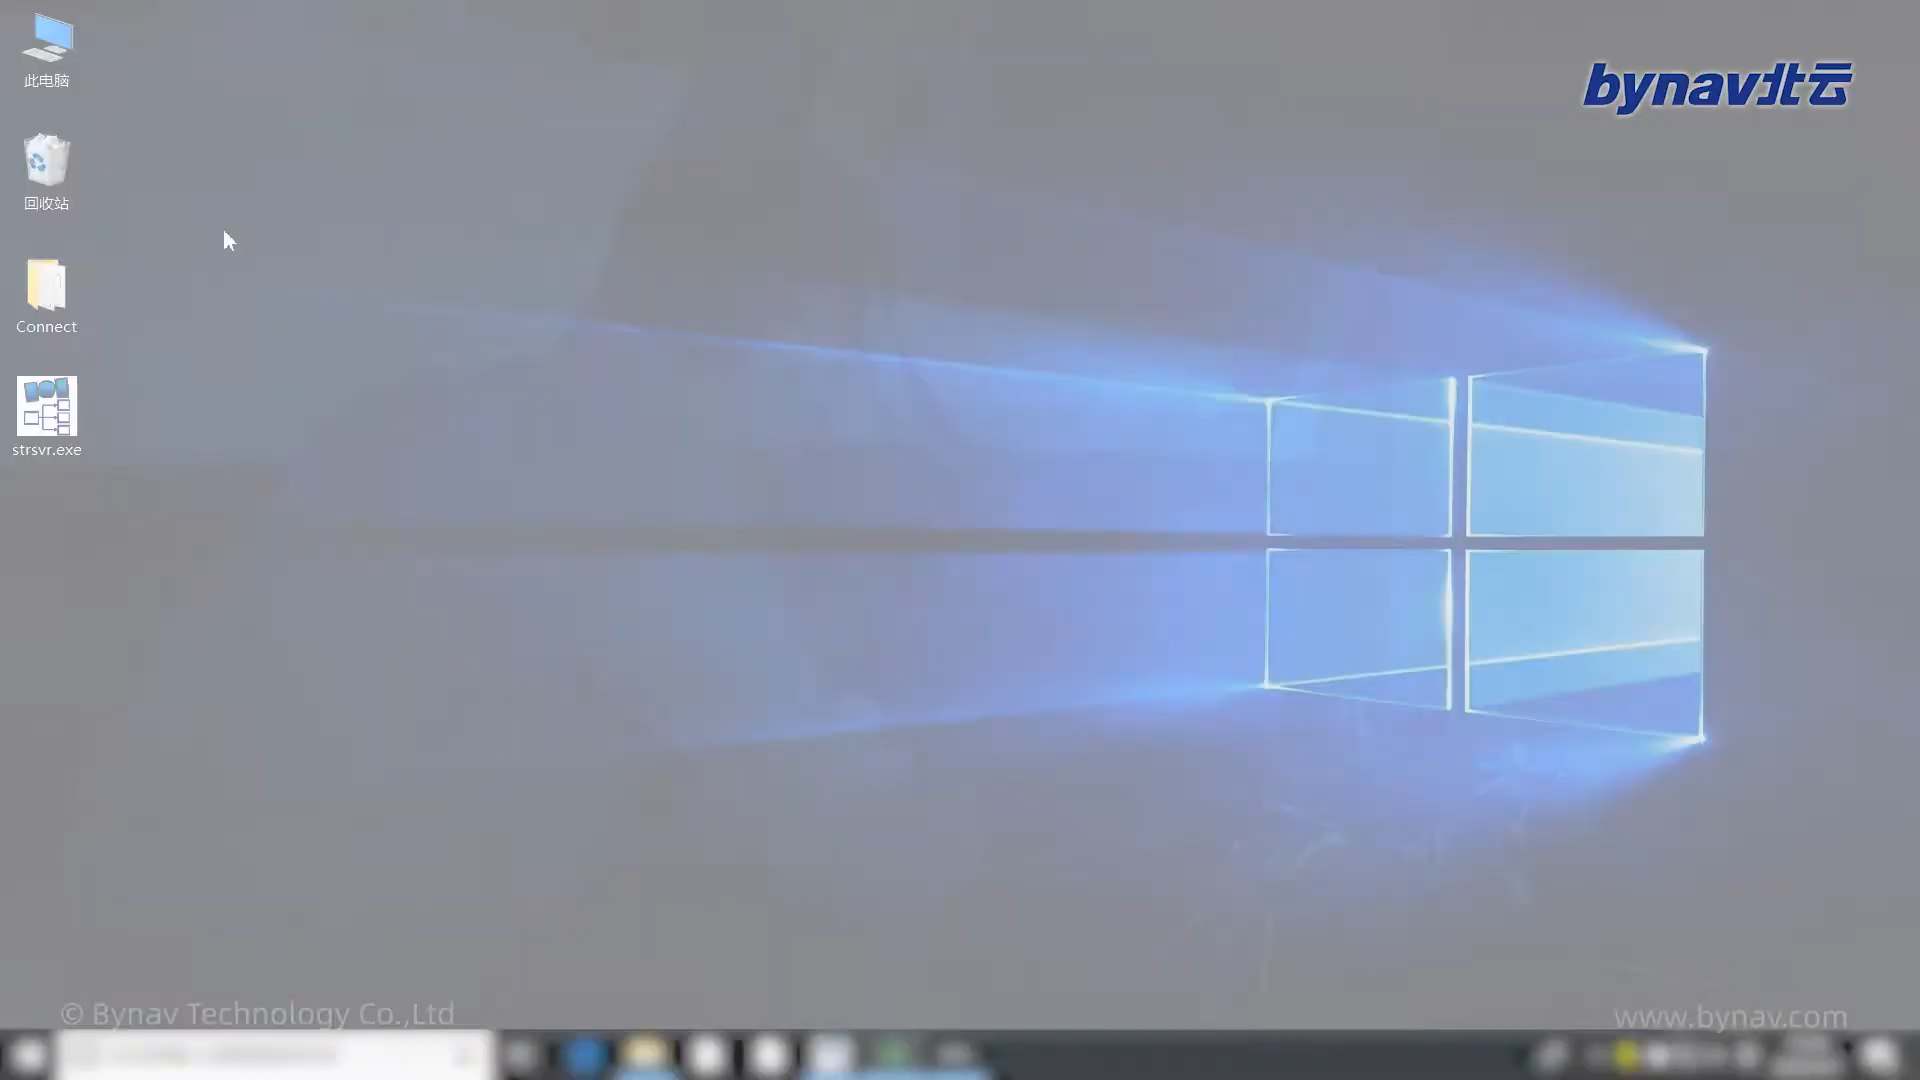 此电脑
bynav北云
回收站
Connect
strsvr.exe
© Bynav Technology Co.,Ltd
www.bynav.com